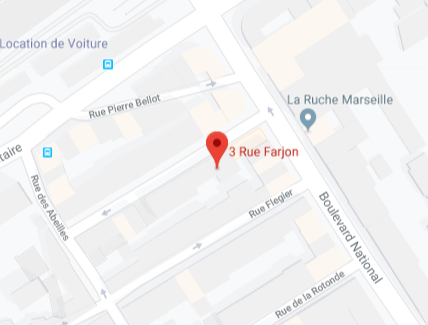 Location de Voiture
Rue Pierre Bellot
La Ruche Marseille
taire
3 Rue Farjon
Rue des Abeilles
Rue Flegier
Boulevard National
Rue de la Rotonde